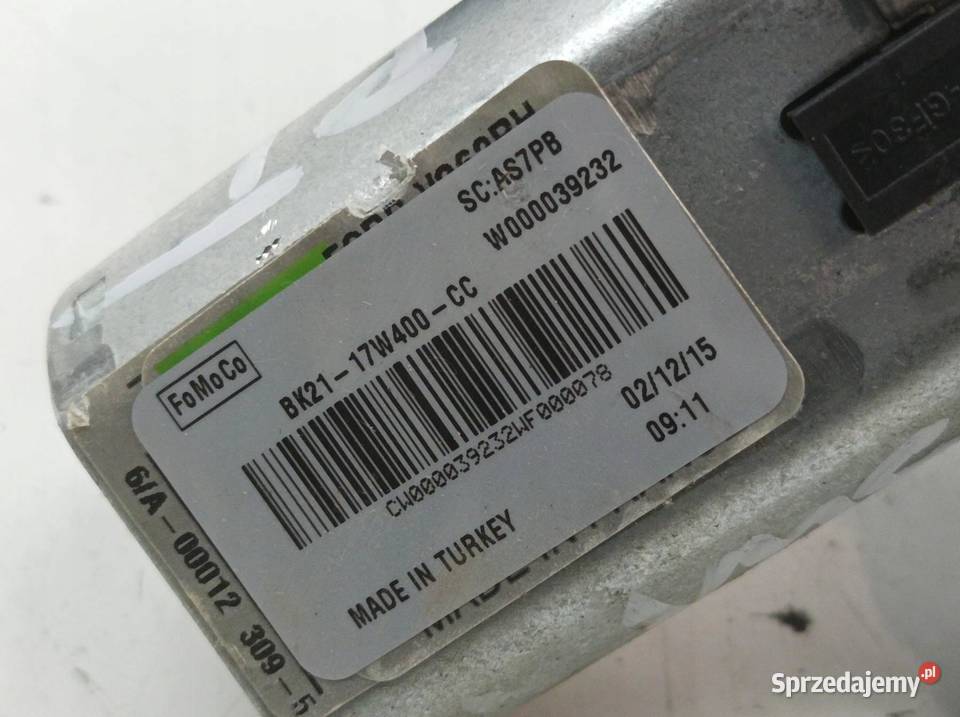 SC:AS7PB
W000039232
FoMoCo
BK21-17W400-CC
CW000039232WF000078
02/12/15
09:11
MADE IN TURKEY
6/A-00012 309-5
Sprzedajemy.pl